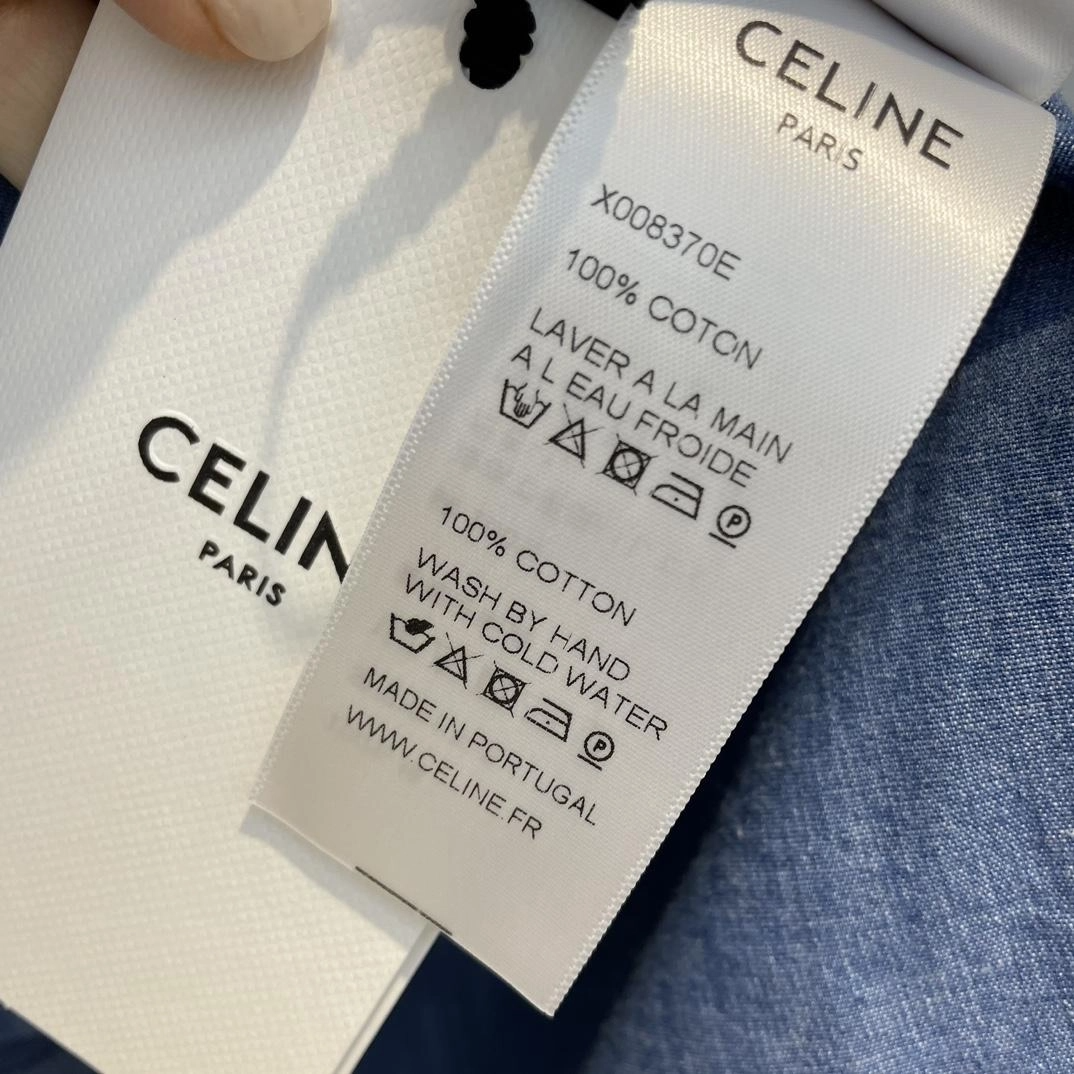 CELINE
PARIS
X008370E
100% COTON
LAVER A LA MAIN
A L EAU FROIDE
P
100% COTTON
WASH BY HAND
WITH COLD WATER
P
MADE IN PORTUGAL
WWW.CELINE.FR
CELIN
PARIS